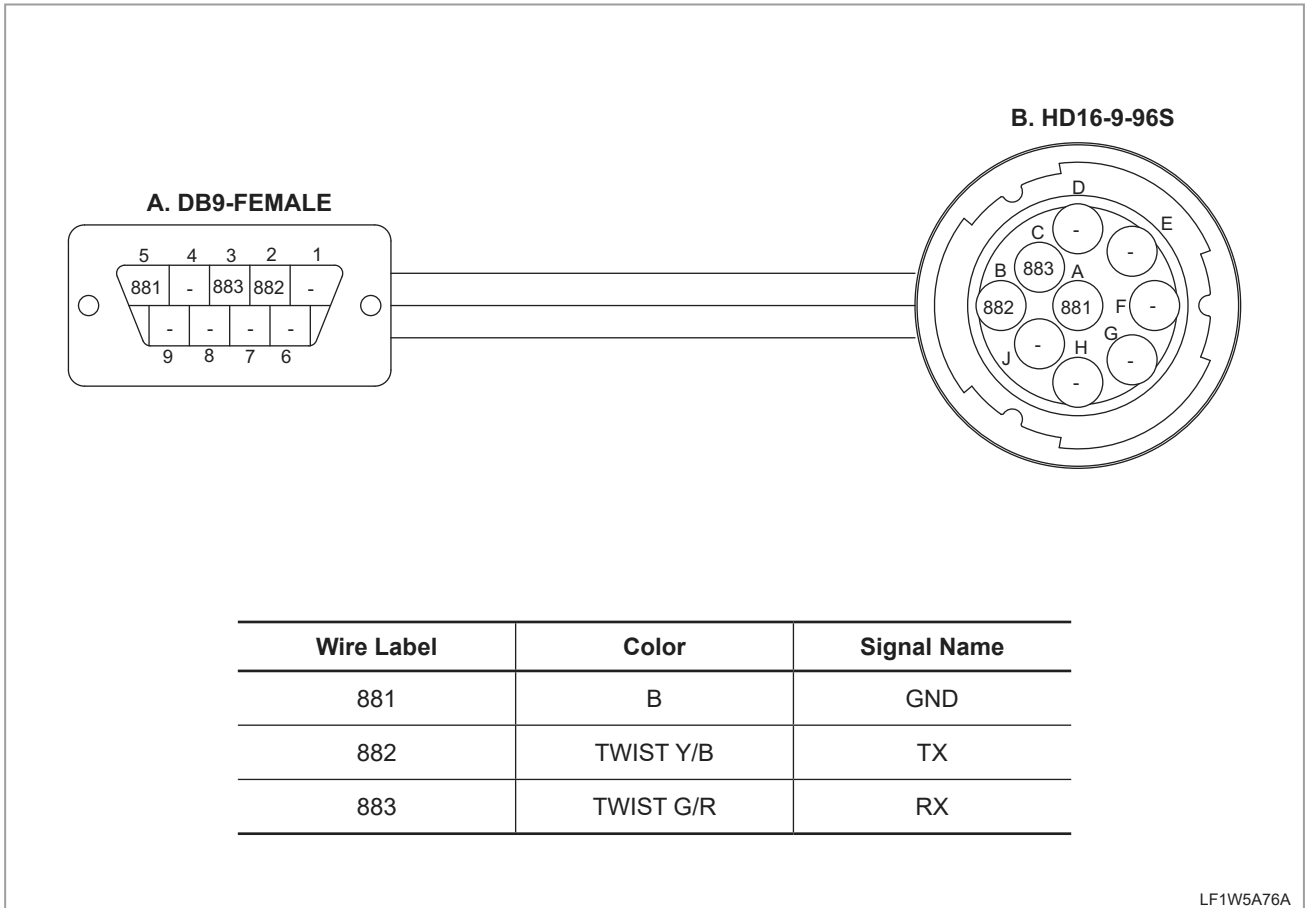 B. HD16-9-96S
A. DB9-FEMALE
5 4 3 2 1
881 - 883 882 -
- - - -
9 8 7 6
D
-
E
-
C
883
B
882
A
881
F
-
G
-
J
-
H
-
Wire Label Color Signal Name
881 B GND
882 TWIST Y/B TX
883 TWIST G/R RX
LF1W5A76A